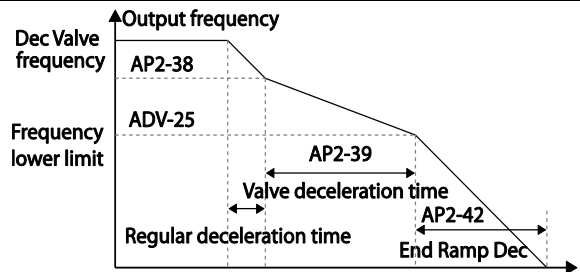 Output frequency
Dec Valve
frequency
AP2-38
ADV-25
Frequency
lower limit
AP2-39
Valve deceleration time
AP2-42
Regular deceleration time
End Ramp Dec